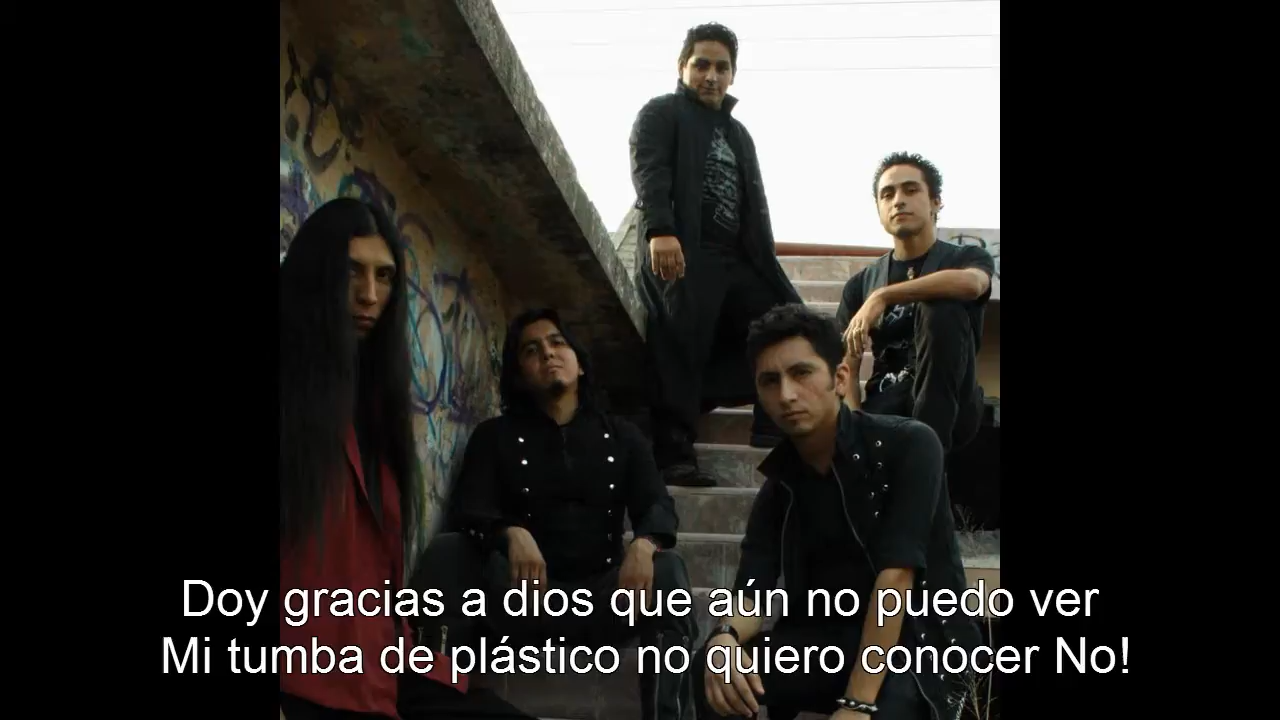 Doy gracias a dios que aún no puedo ver
Mi tumba de plástico no quiero conocer No!